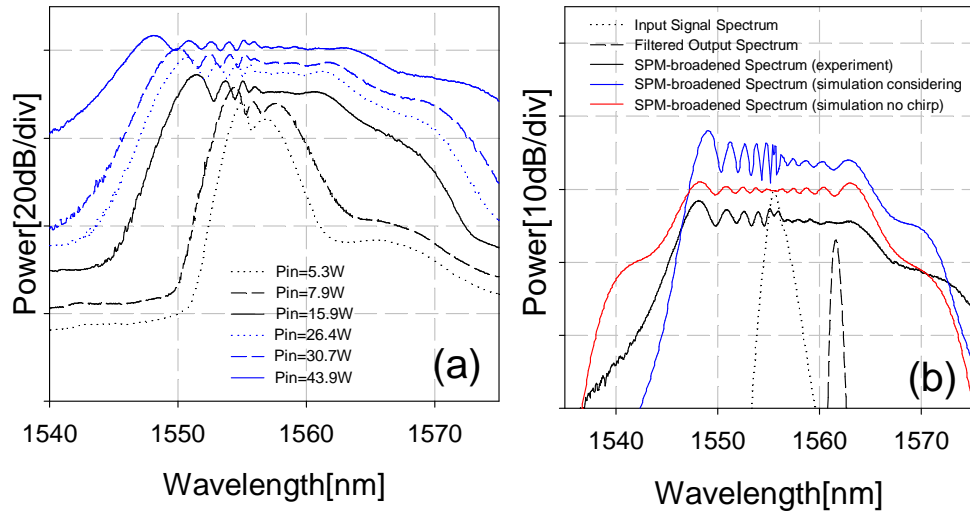 Power[20dB/div]
Pin=5.3W
Pin=7.9W
Pin=15.9W
Pin=26.4W
Pin=30.7W
Pin=43.9W
(a)
1540 1550 1560 1570
Wavelength[nm]
Power[10dB/div]
Input Signal Spectrum
Filtered Output Spectrum
SPM-broadened Spectrum (experiment)
SPM-broadened Spectrum (simulation considering
SPM-broadened Spectrum (simulation no chirp)
(b)
1540 1550 1560 1570
Wavelength[nm]